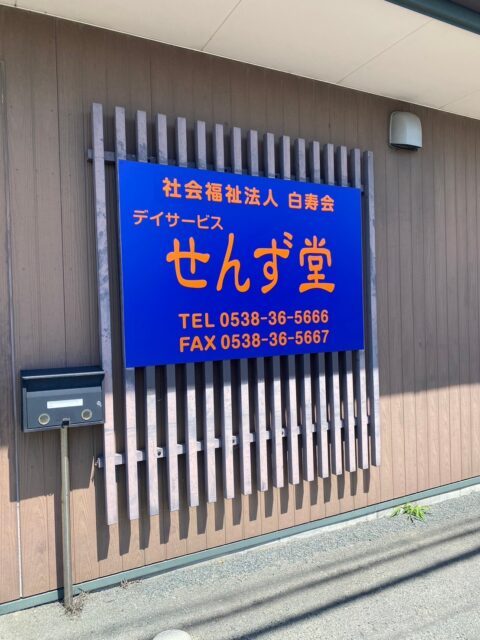 社会福祉法人 白寿会
デイサービス
せんず堂
TEL 0538-36-5666
FAX 0538-36-5667